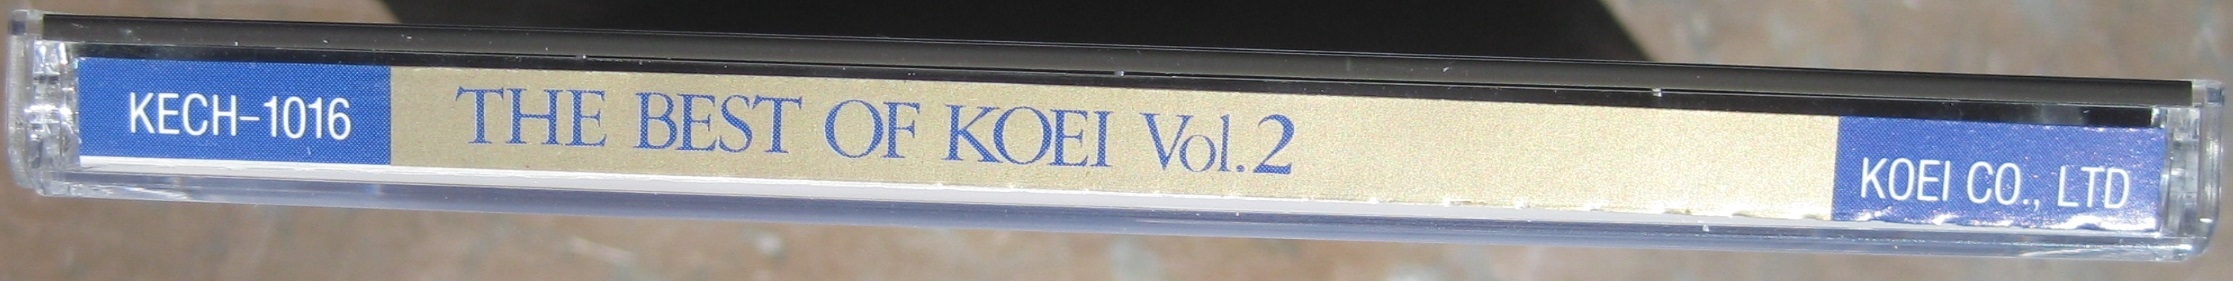 KECH-1016 THE BEST OF KOEI Vol.2 KOEI CO., LTD